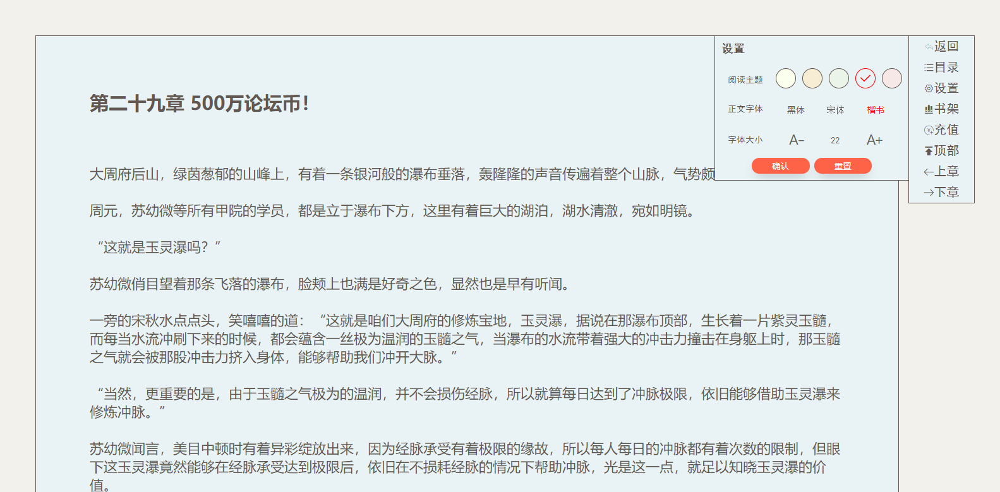 第二十九章 500万论坛币！
大周府后山，绿茵葱郁的山峰上，有着一条银河般的瀑布垂落，轰隆隆的声音传遍着整个山脉，气势颇
周元，苏幼微等所有甲院的学员，都是立于瀑布下方，这里有着巨大的湖泊，湖水清澈，宛如明镜。
“这就是玉灵瀑吗？”
苏幼微俏目望着那条飞落的瀑布，脸颊上也满是好奇之色，显然也是早有听闻。
一旁的宋秋水点点头，笑嘻嘻的道：“这就是咱们大周府的修炼宝地，玉灵瀑，据说在那瀑布顶部，生长着一片紫灵玉髓，
而每当水流冲刷下来的时候，都会蕴含一丝极为温润的玉髓之气，当瀑布的水流带着强大的冲击力撞击在身躯上时，那玉髓
之气就会被那股冲击力挤入身体，能够帮助我们冲开大脉。”
“当然，更重要的是，由于玉髓之气极为的温润，并不会损伤经脉，所以就算每日达到了冲脉极限，依旧能够借助玉灵瀑来
修炼冲脉。”
苏幼微闻言，美目中顿时有着异彩绽放出来，因为经脉承受有着极限的缘故，所以每人每日的冲脉都有着次数的限制，但眼
下这玉灵瀑竟然能够在经脉承受达到极限后，依旧在不损耗经脉的情况下帮助冲脉，光是这一点，就足以知晓玉灵瀑的价
值。
设置
阅读主题
正文字体 黑体 宋体 楷书
字体大小 A- 22 A+
确认 重置
返回
目录
设置
书架
充值
顶部
上章
下章